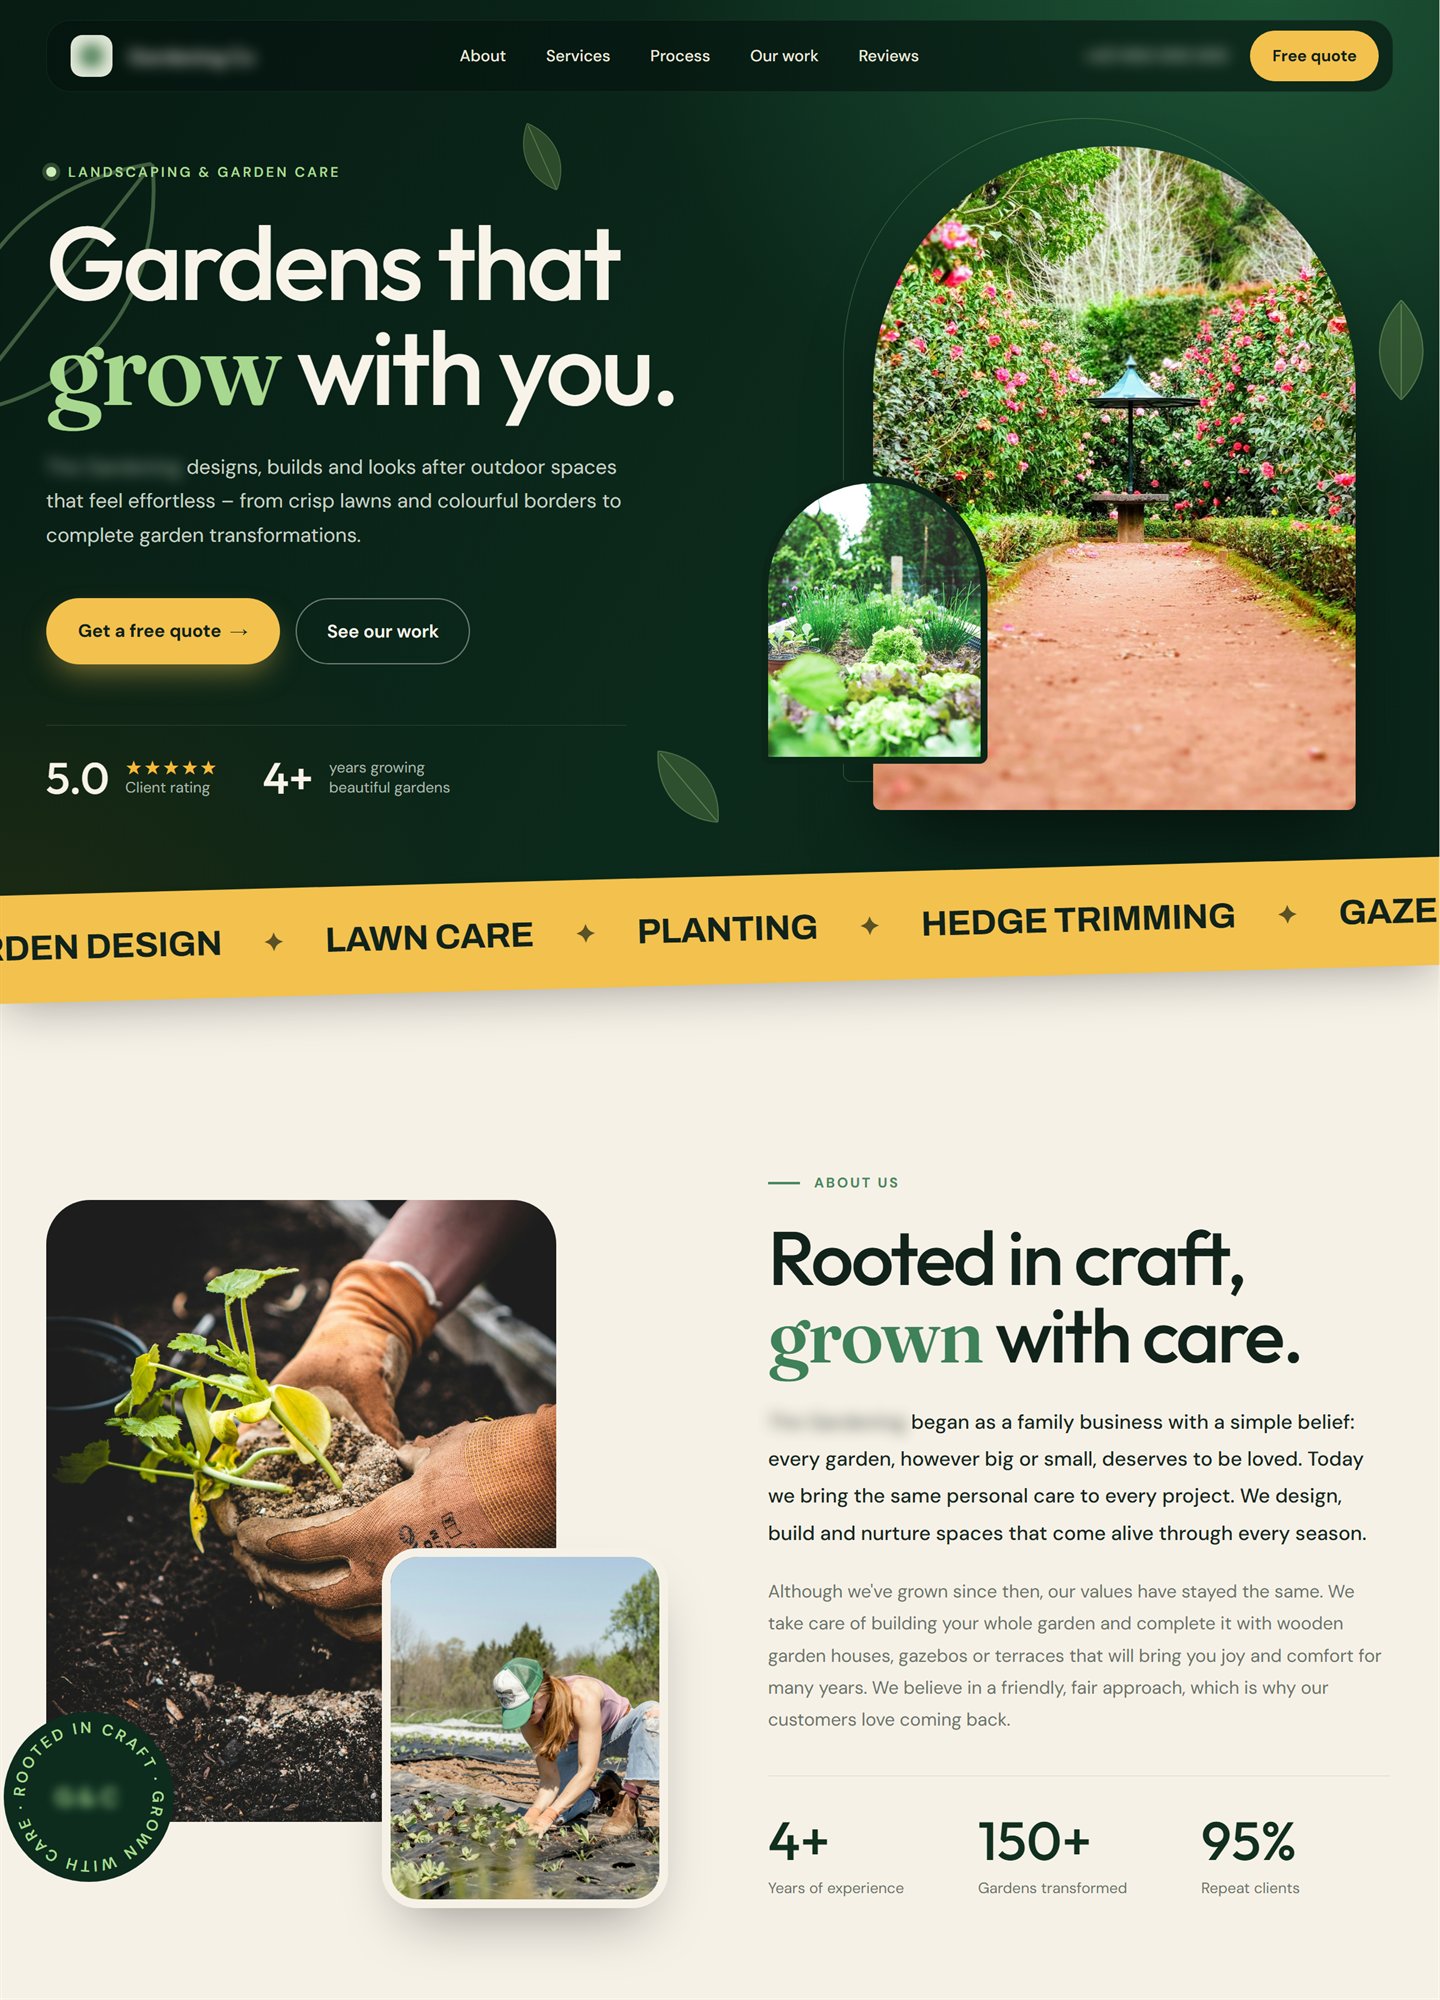 About
Services
Process
Our work
Reviews
Free quote
LANDSCAPING & GARDEN CARE
Gardens that
grow with you.
designs, builds and looks after outdoor spaces
that feel effortless – from crisp lawns and colourful borders to
complete garden transformations.
Get a free quote →
See our work
5.0
★★★★★
Client rating
4+
years growing
beautiful gardens
RDEN DESIGN ✦ LAWN CARE ✦ PLANTING ✦ HEDGE TRIMMING ✦ GAZE
ABOUT US
Rooted in craft,
grown with care.
began as a family business with a simple belief:
every garden, however big or small, deserves to be loved. Today
we bring the same personal care to every project. We design,
build and nurture spaces that come alive through every season.
Although we've grown since then, our values have stayed the same. We
take care of building your whole garden and complete it with wooden
garden houses, gazebos or terraces that will bring you joy and comfort for
many years. We believe in a friendly, fair approach, which is why our
customers love coming back.
ROOTED IN CRAFT · GROWN WITH CARE ·
4+
Years of experience
150+
Gardens transformed
95%
Repeat clients